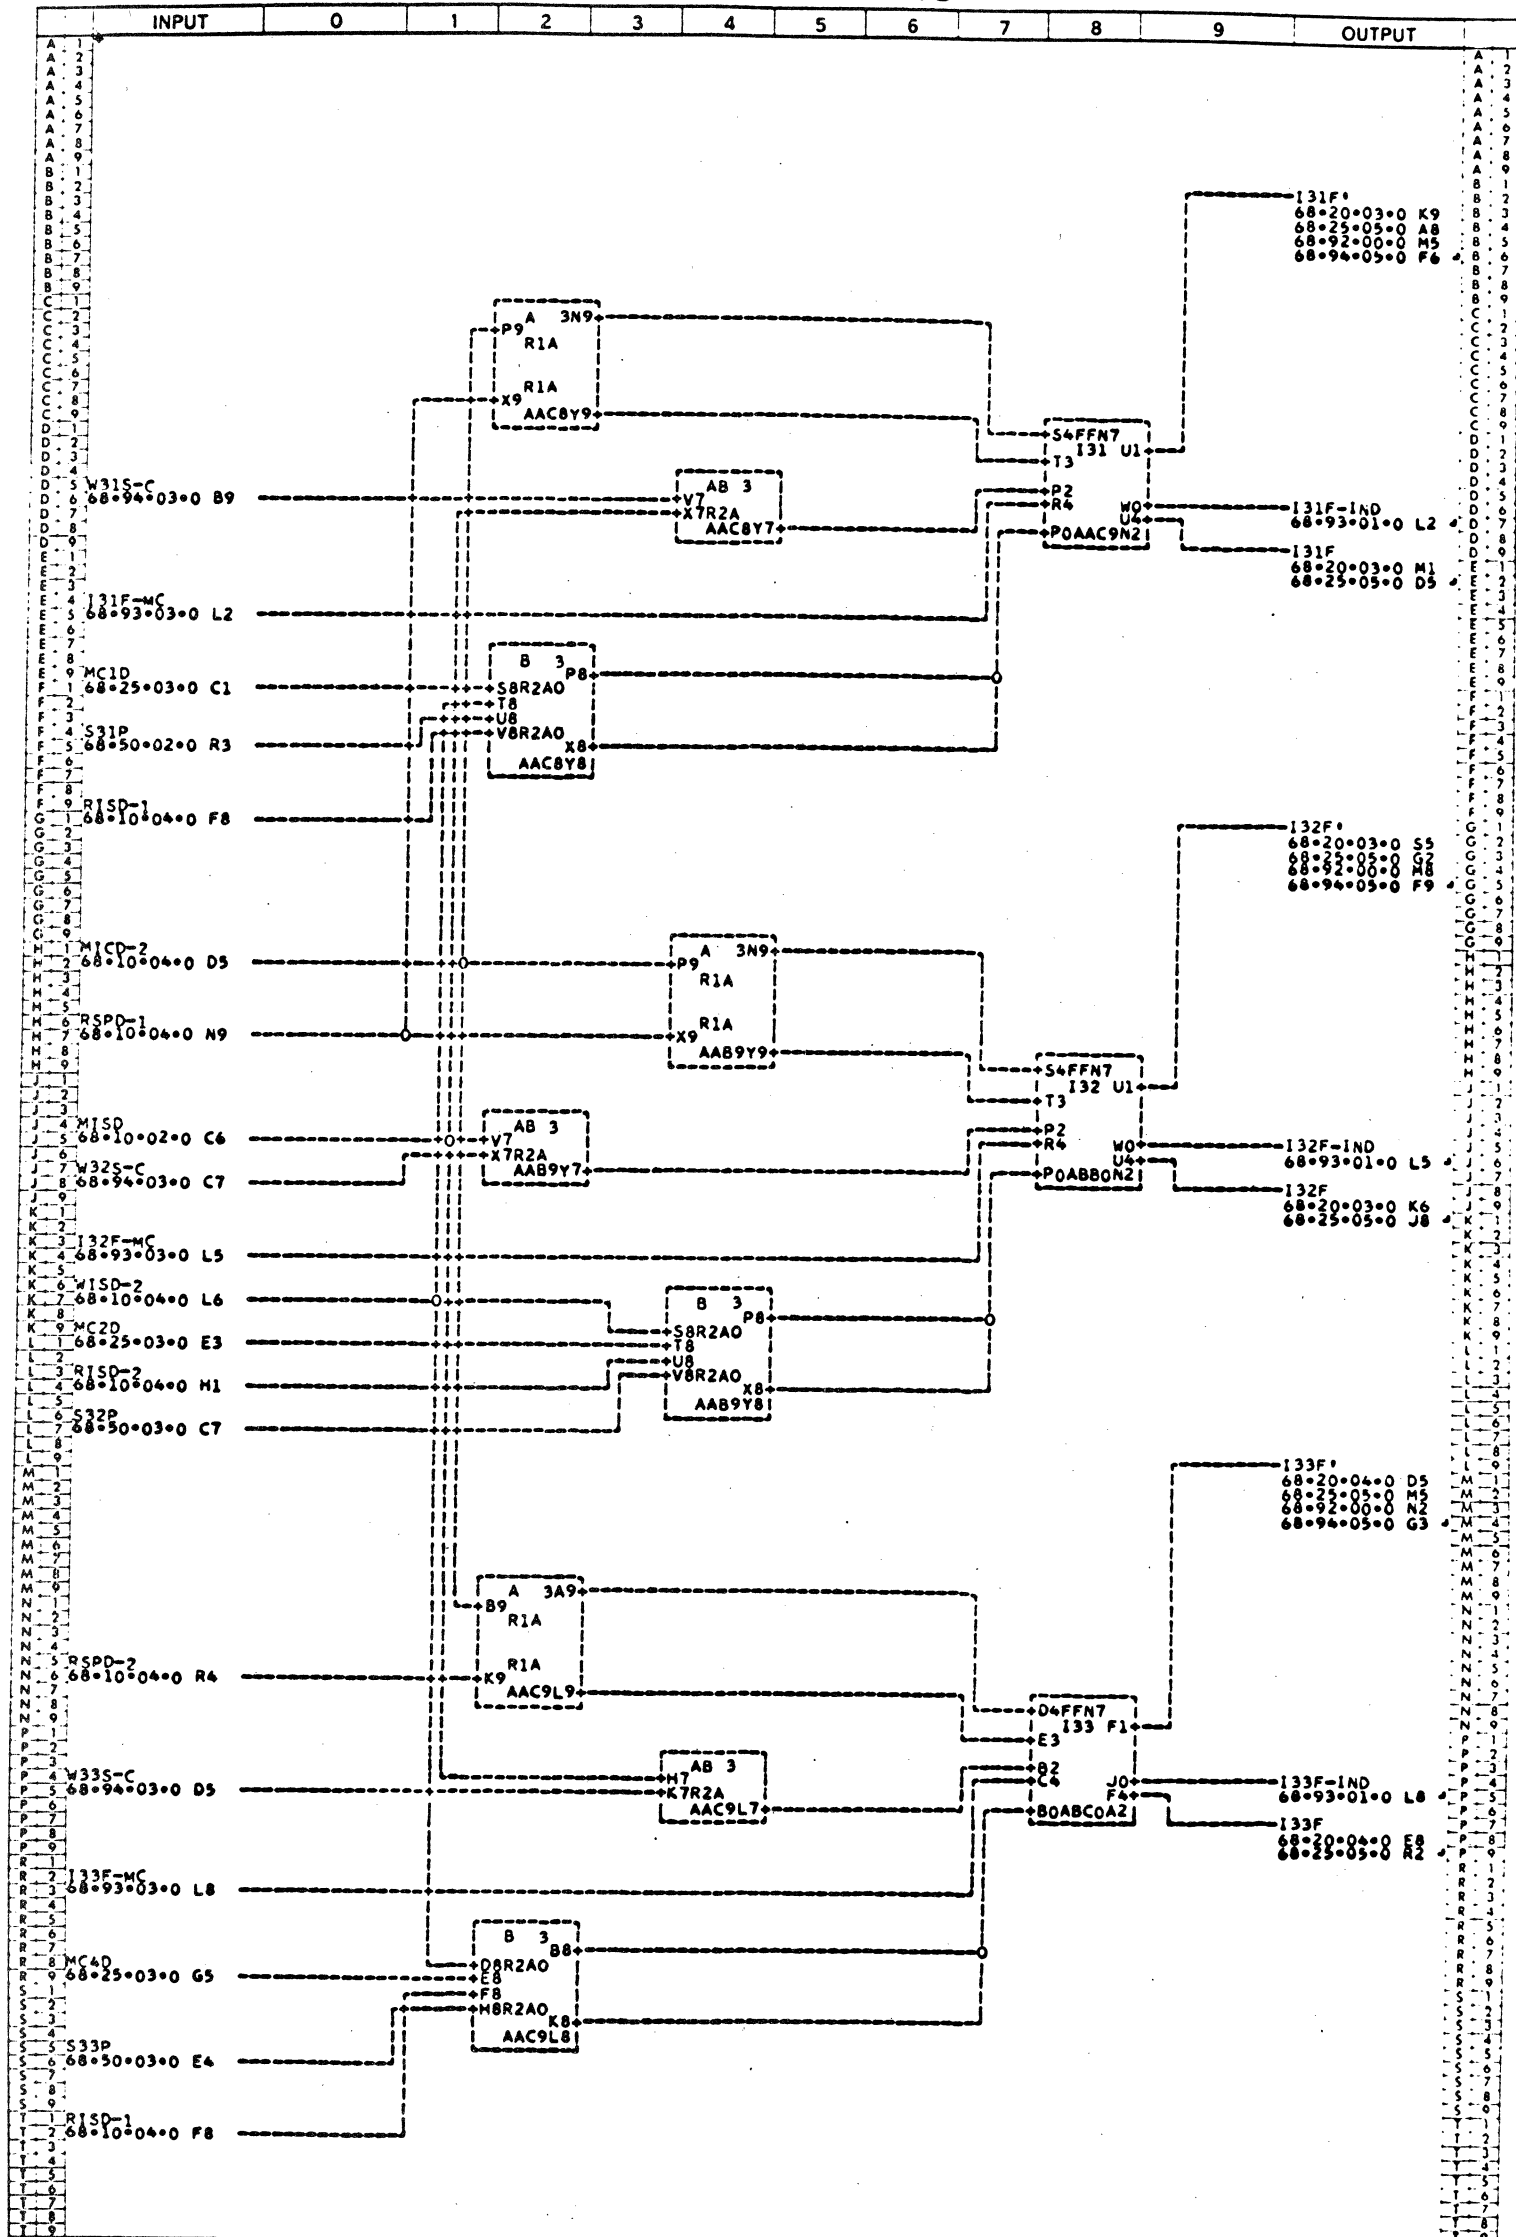 INPUT 0 1 2 3 4 5 6 7 8 9 OUTPUT
I31F'
68•20•03•0 K9
68•25•05•0 A8
68•92•00•0 M5
68•94•05•0 F6
A 3N9
P9
R1A
R1A
X9
AAC8Y9
S4FFN7
I31 U1
T3
P2
R4 W0
U4
P0AAC9N2
W31S-C
68•94•03•0 B9
AB 3
V7
X7R2A
AAC8Y7
I31F-IND
68•93•01•0 L2
I31F
68•20•03•0 M1
68•25•05•0 D5
I31F-MC
68•93•03•0 L2
MC1D
68•25•03•0 C1
B 3
P8
S8R2AO
T8
U8
V8R2AO
X8
AAC8Y8
S31P
68•50•02•0 R3
RISD-1
68•10•04•0 F8
I32F'
68•20•03•0 S5
68•25•05•0 G2
68•92•00•0 M8
68•94•05•0 F9
MICD-2
68•10•04•0 D5
A 3N9
P9
R1A
R1A
X9
AAB9Y9
RSPD-1
68•10•04•0 N9
S4FFN7
I32 U1
T3
P2
R4 W0
U4
P0ABB0N2
MISD
68•10•02•0 C6
AB 3
V7
X7R2A
AAB9Y7
W32S-C
68•94•03•0 C7
I32F-IND
68•93•01•0 L5
I32F
68•20•03•0 K6
68•25•05•0 J8
I32F-MC
68•93•03•0 L5
WISD-2
68•10•04•0 L6
B 3
P8
S8R2AO
T8
U8
V8R2AO
X8
AAB9Y8
MC2D
68•25•03•0 E3
RISD-2
68•10•04•0 H1
S32P
68•50•03•0 C7
I33F'
68•20•04•0 D5
68•25•05•0 M5
68•92•00•0 N2
68•94•05•0 G3
A 3A9
B9
R1A
R1A
K9
AAC9L9
RSPD-2
68•10•04•0 R4
D4FFN7
I33 F1
E3
B2
C4 J0
F4
B0ABC0A2
W33S-C
68•94•03•0 D5
AB 3
H7
K7R2A
AAC9L7
I33F-IND
68•93•01•0 L8
I33F
68•20•04•0 E8
68•25•05•0 R2
I33F-MC
68•93•03•0 L8
MC4D
68•25•03•0 G5
B 3
B8
D8R2AO
E8
F8
H8R2AO
K8
AAC9L8
S33P
68•50•03•0 E4
RISD-1
68•10•04•0 F8